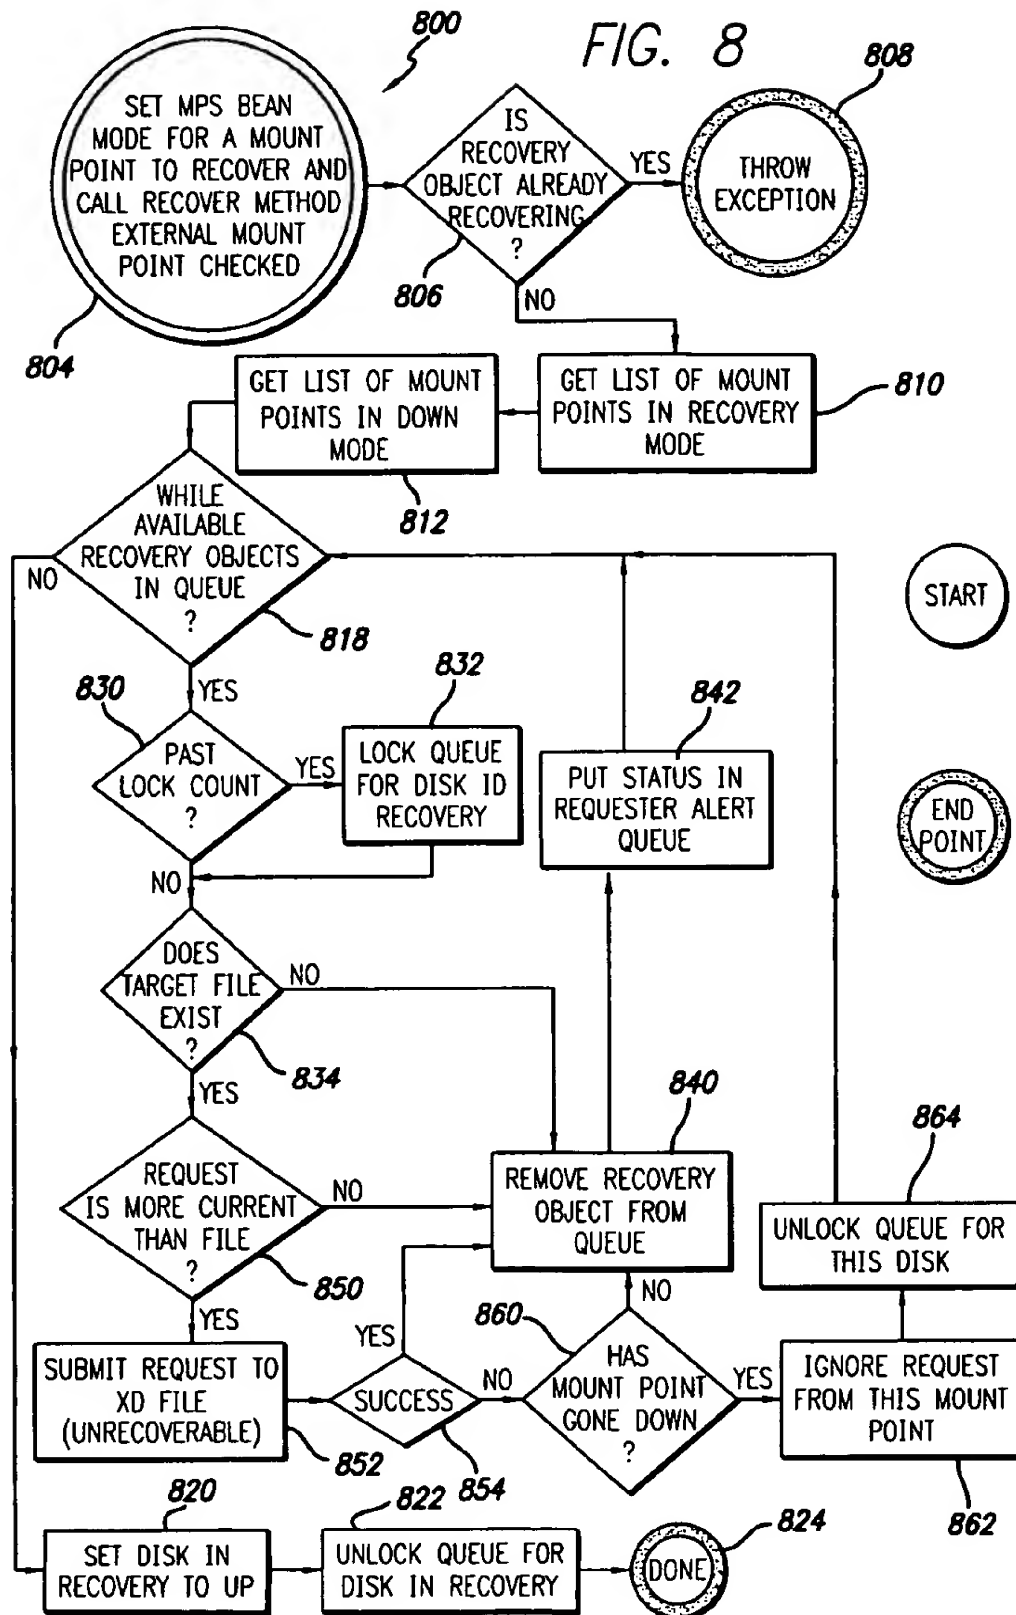 800
FIG. 8
808
SET MPS BEAN
MODE FOR A MOUNT
POINT TO RECOVER AND
CALL RECOVER METHOD
EXTERNAL MOUNT
POINT CHECKED
804
IS
RECOVERY
OBJECT ALREADY
RECOVERING
?
806
YES
NO
THROW
EXCEPTION
GET LIST OF MOUNT
POINTS IN RECOVERY
MODE
810
GET LIST OF MOUNT
POINTS IN DOWN
MODE
812
WHILE
AVAILABLE
RECOVERY OBJECTS
IN QUEUE
?
818
NO
YES
START
830
PAST
LOCK COUNT
?
YES
NO
832
LOCK QUEUE
FOR DISK ID
RECOVERY
842
PUT STATUS IN
REQUESTER ALERT
QUEUE
END
POINT
DOES
TARGET FILE
EXIST
?
834
NO
YES
840
REMOVE RECOVERY
OBJECT FROM
QUEUE
864
UNLOCK QUEUE FOR
THIS DISK
REQUEST
IS MORE CURRENT
THAN FILE
?
850
NO
YES
SUBMIT REQUEST TO
XD FILE
(UNRECOVERABLE)
852
YES
SUCCESS
854
NO
860
HAS
MOUNT POINT
GONE DOWN
?
NO
YES
IGNORE REQUEST
FROM THIS MOUNT
POINT
862
820
SET DISK IN
RECOVERY TO UP
822
UNLOCK QUEUE FOR
DISK IN RECOVERY
824
DONE